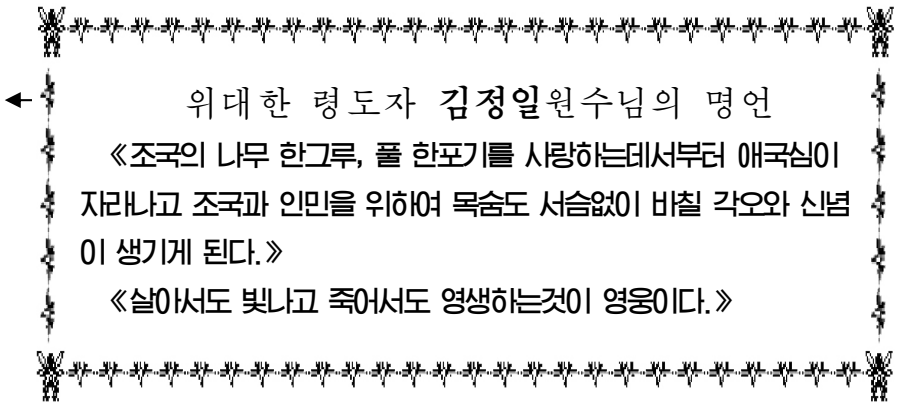 위대한 령도자 김정일원수님의 명언
《조국의 나무 한그루, 풀 한포기를 사랑하는데서부터 애국심이
자라나고 조국과 인민을 위하여 목숨도 서슴없이 바칠 각오와 신념
이 생기게 된다.》
《살아서도 빛나고 죽어서도 영생하는것이 영웅이다.》